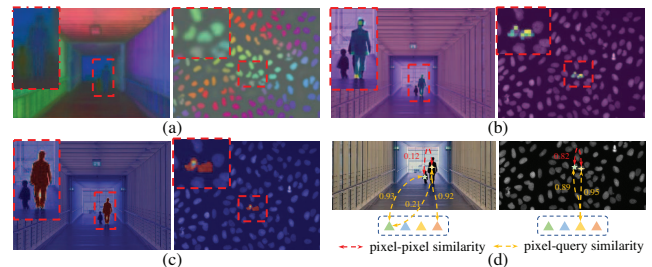 (a)
(b)
(c)
0.12
0.93
0.21
0.92
0.82
0.89
0.95
pixel-pixel similarity
pixel-query similarity
(d)